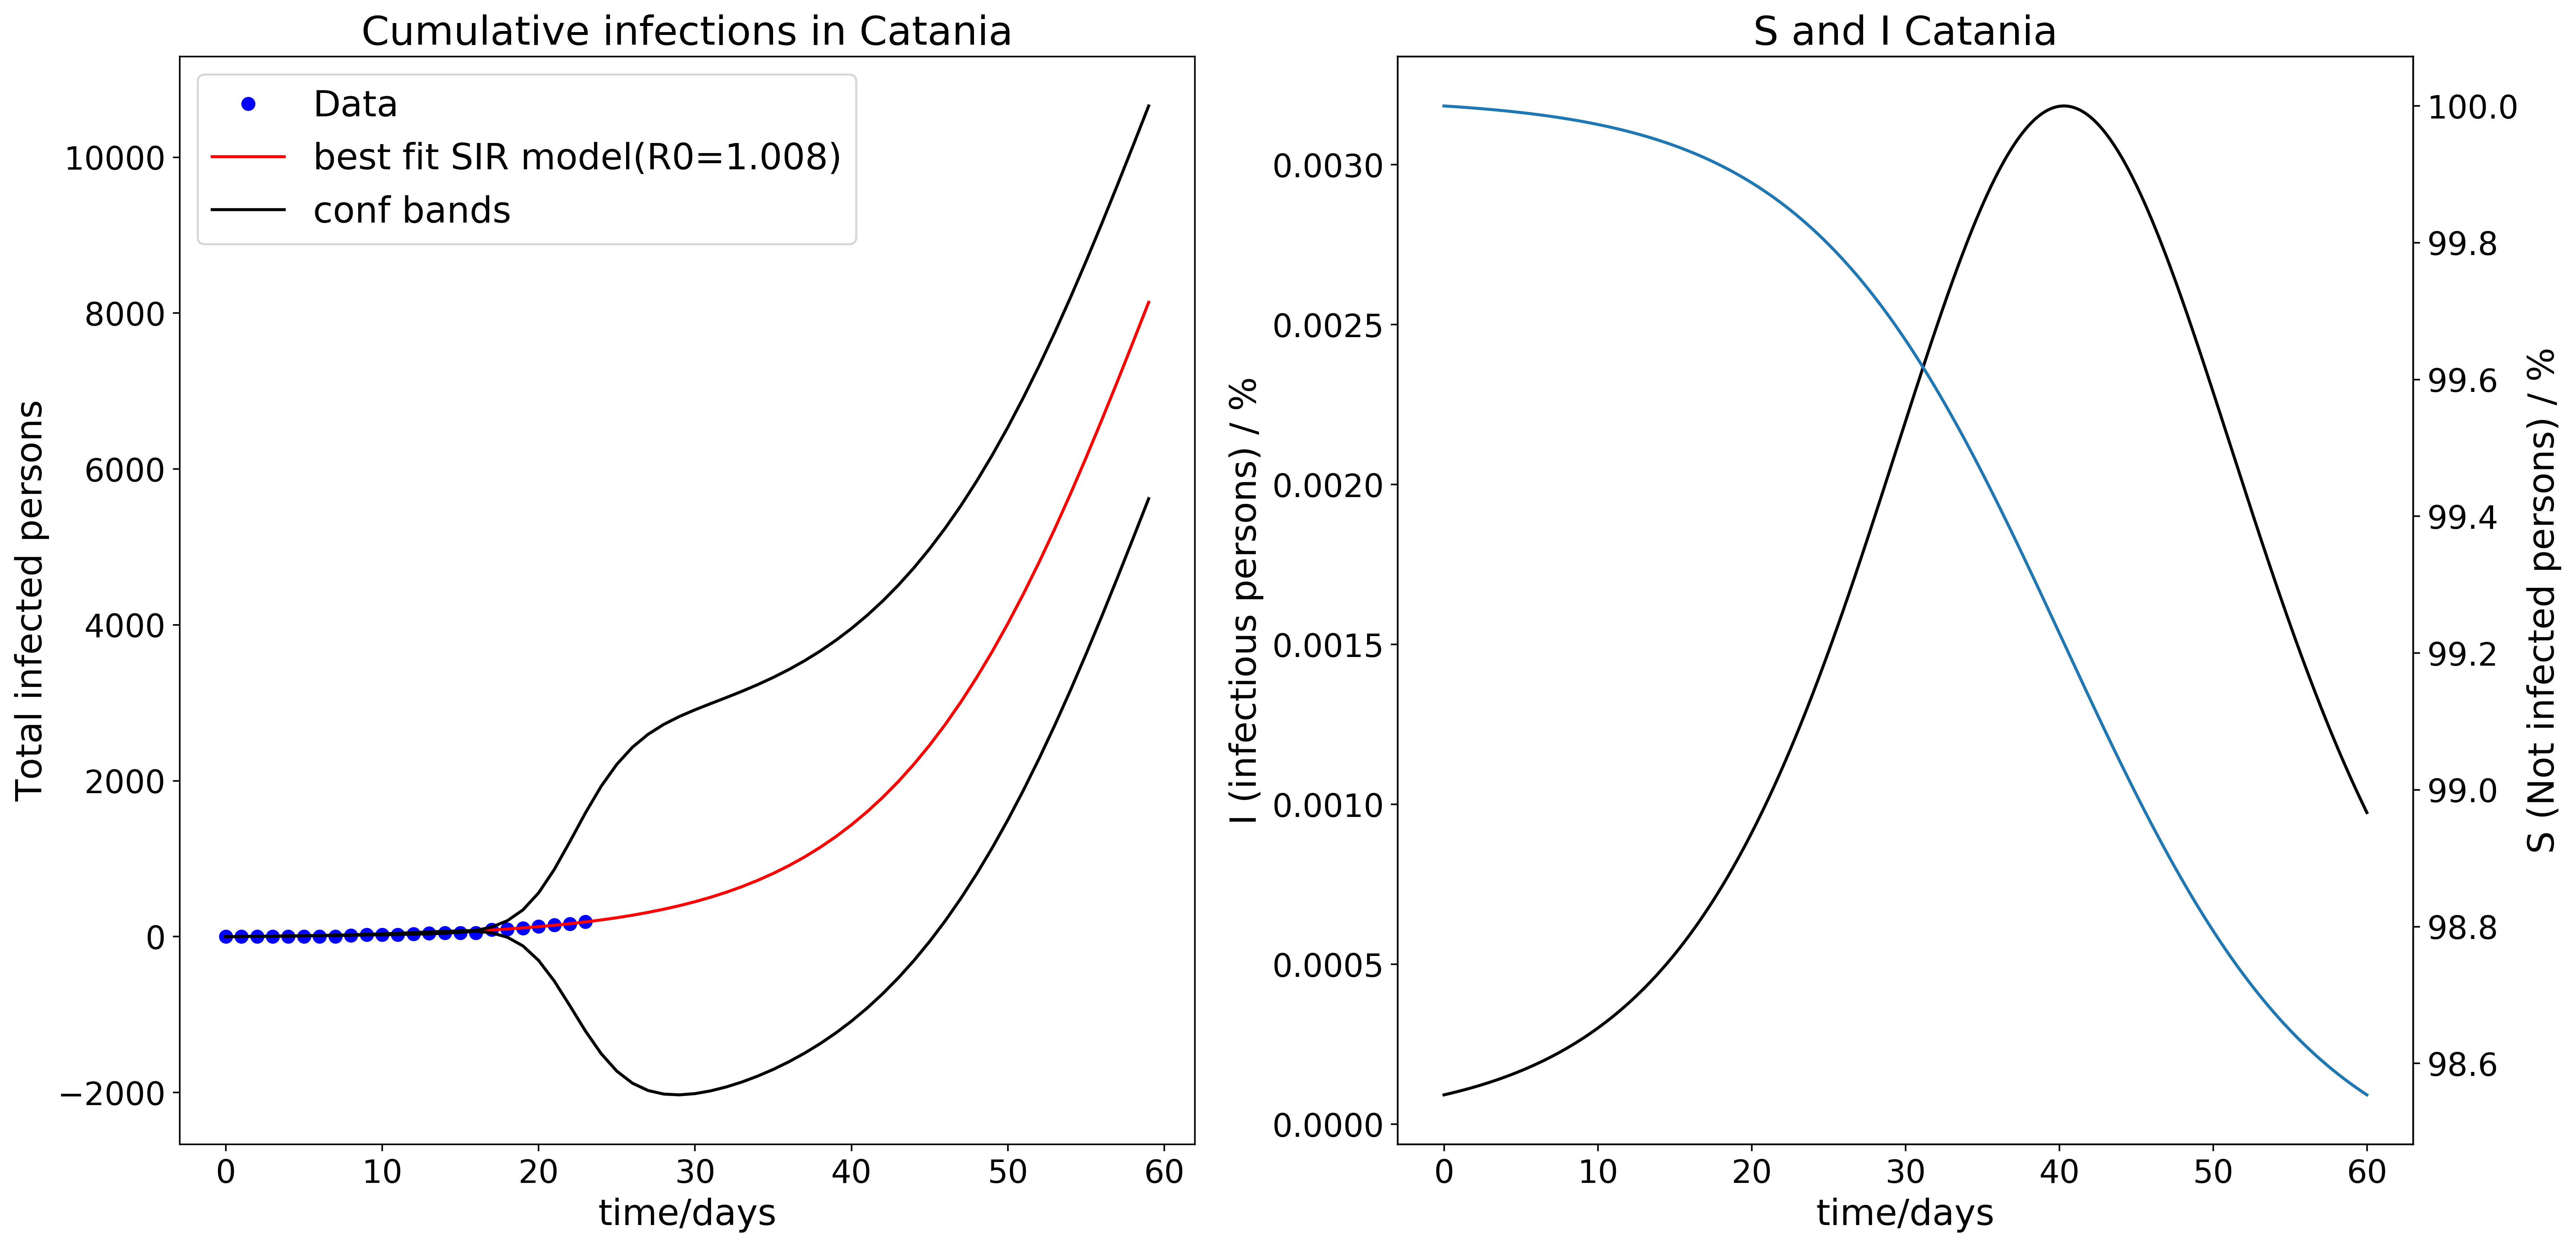 Cumulative infections in Catania
Data
best fit SIR model(R0=1.008)
conf bands
Total infected persons
10000
8000
6000
4000
2000
0
−2000
0 10 20 30 40 50 60
time/days
S and I Catania
I (infectious persons) / %
0.0030
0.0025
0.0020
0.0015
0.0010
0.0005
0.0000
100.0
99.8
99.6
99.4
99.2
99.0
98.8
98.6
S (Not infected persons) / %
0 10 20 30 40 50 60
time/days